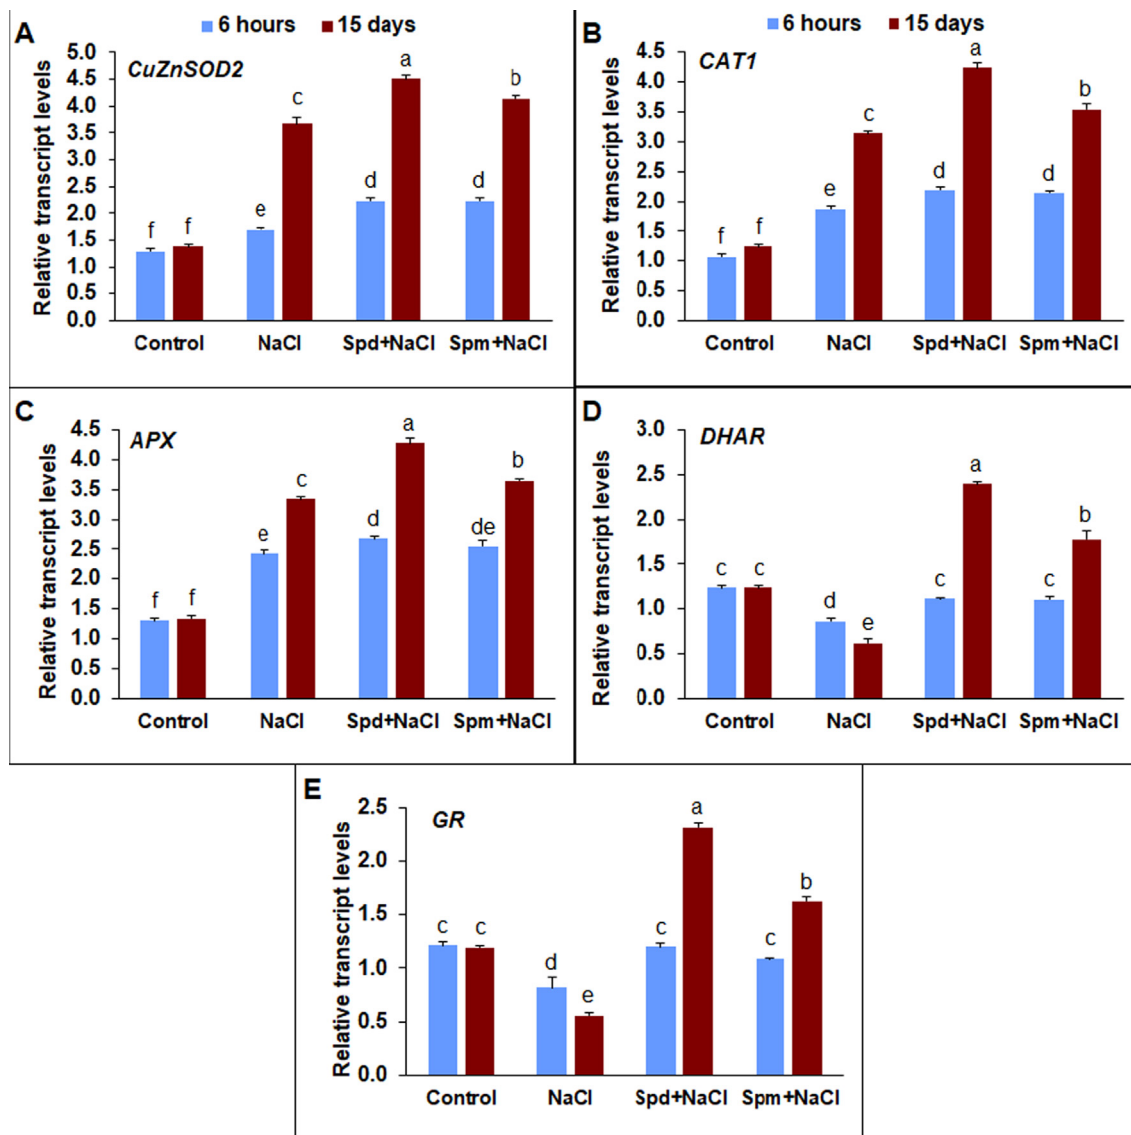 A
6 hours 15 days
CuZnSOD2
Relative transcript levels
5.0
4.5
4.0
3.5
3.0
2.5
2.0
1.5
1.0
0.5
0.0
f f e c d a d b
Control NaCl Spd+NaCl Spm+NaCl
B
6 hours 15 days
CAT1
Relative transcript levels
4.5
4.0
3.5
3.0
2.5
2.0
1.5
1.0
0.5
0.0
f f e c d a d b
Control NaCl Spd+NaCl Spm+NaCl
C
APX
Relative transcript levels
4.5
4.0
3.5
3.0
2.5
2.0
1.5
1.0
0.5
0.0
f f e c d a de b
Control NaCl Spd+NaCl Spm+NaCl
D
DHAR
Relative transcript levels
3.0
2.5
2.0
1.5
1.0
0.5
0.0
c c d e c a c b
Control NaCl Spd+NaCl Spm+NaCl
E
GR
Relative transcript levels
2.5
2.0
1.5
1.0
0.5
0.0
c c d e c a c b
Control NaCl Spd+NaCl Spm+NaCl